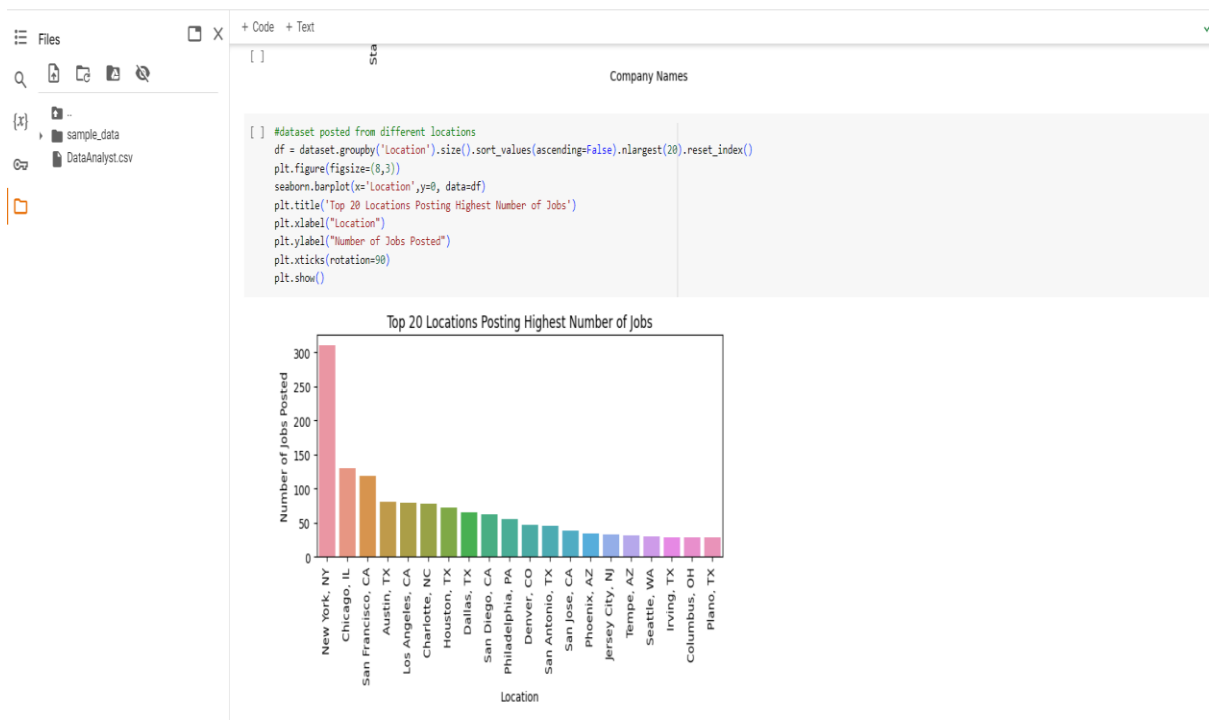 Files
+ Code + Text
{x}
..
sample_data
DataAnalyst.csv
[ ]
Sta
Company Names
[ ] #dataset posted from different locations
df = dataset.groupby('Location').size().sort_values(ascending=False).nlargest(20).reset_index()
plt.figure(figsize=(8,3))
seaborn.barplot(x='Location',y=0, data=df)
plt.title('Top 20 Locations Posting Highest Number of Jobs')
plt.xlabel("Location")
plt.ylabel("Number of Jobs Posted")
plt.xticks(rotation=90)
plt.show()
Top 20 Locations Posting Highest Number of Jobs
Number of Jobs Posted
300
250
200
150
100
50
0
New York, NY
Chicago, IL
San Francisco, CA
Austin, TX
Los Angeles, CA
Charlotte, NC
Houston, TX
Dallas, TX
San Diego, CA
Philadelphia, PA
Denver, CO
San Antonio, TX
San Jose, CA
Phoenix, AZ
Jersey City, NJ
Tempe, AZ
Seattle, WA
Irving, TX
Columbus, OH
Plano, TX
Location